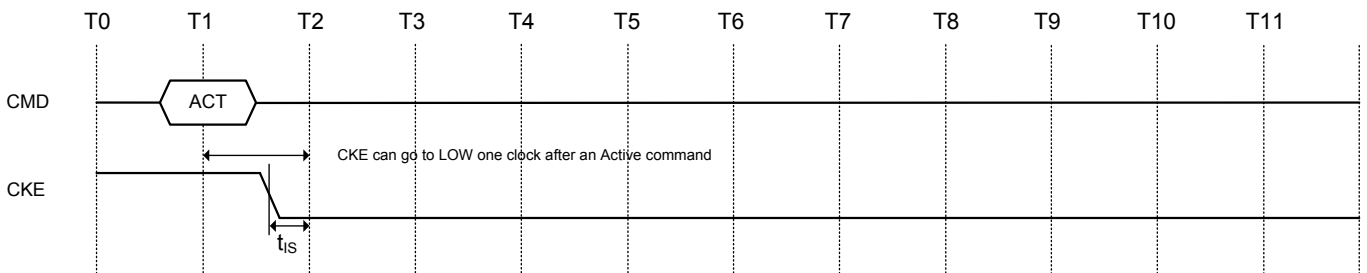 T0 T1 T2 T3 T4 T5 T6 T7 T8 T9 T10 T11
CMD ACT
CKE can go to LOW one clock after an Active command
CKE
tIS